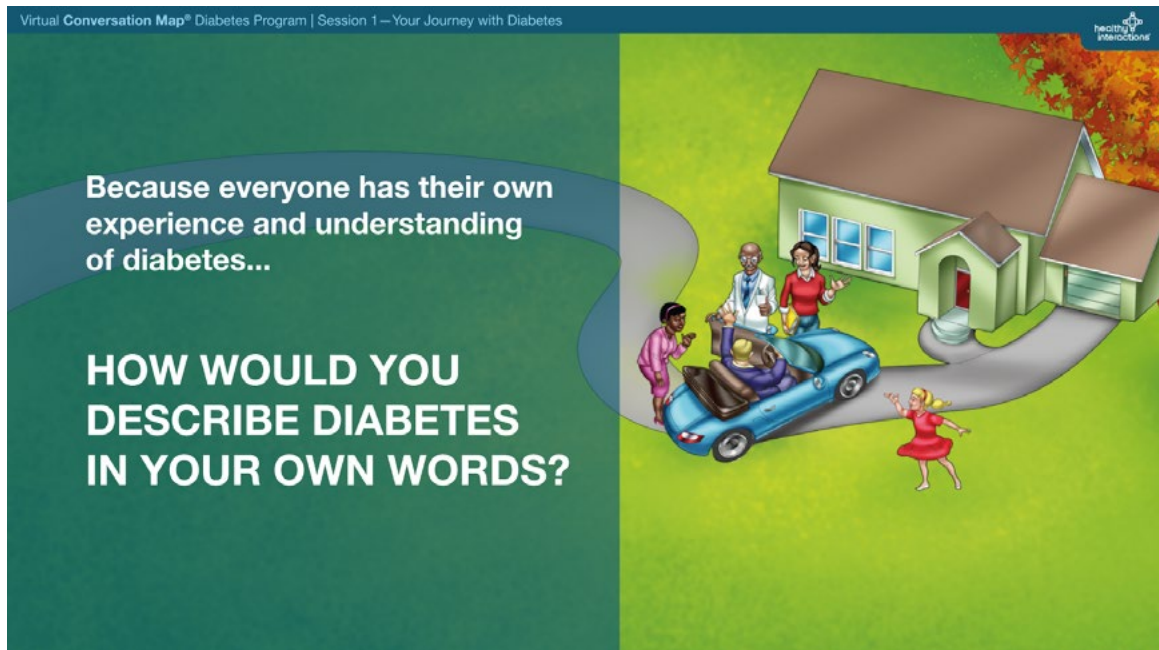 Virtual Conversation Map® Diabetes Program | Session 1—Your Journey with Diabetes
healthy
interactions
Because everyone has their own
experience and understanding
of diabetes...
HOW WOULD YOU
DESCRIBE DIABETES
IN YOUR OWN WORDS?